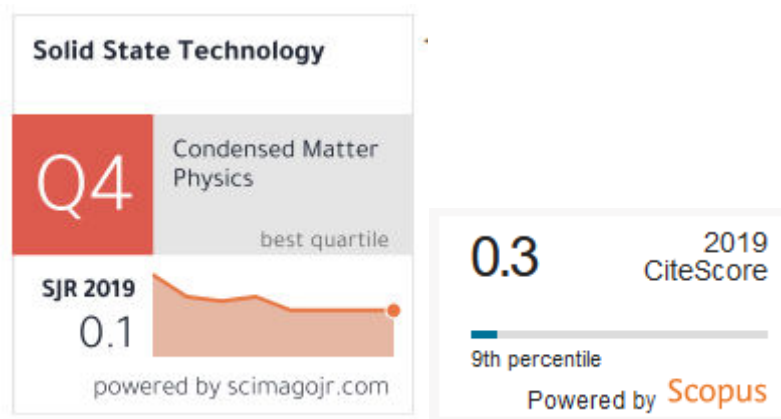 Solid State Technology
Q4
Condensed Matter
Physics
best quartile
SJR 2019
0.1
powered by scimagojr.com
0.3
2019
CiteScore
9th percentile
Powered by Scopus